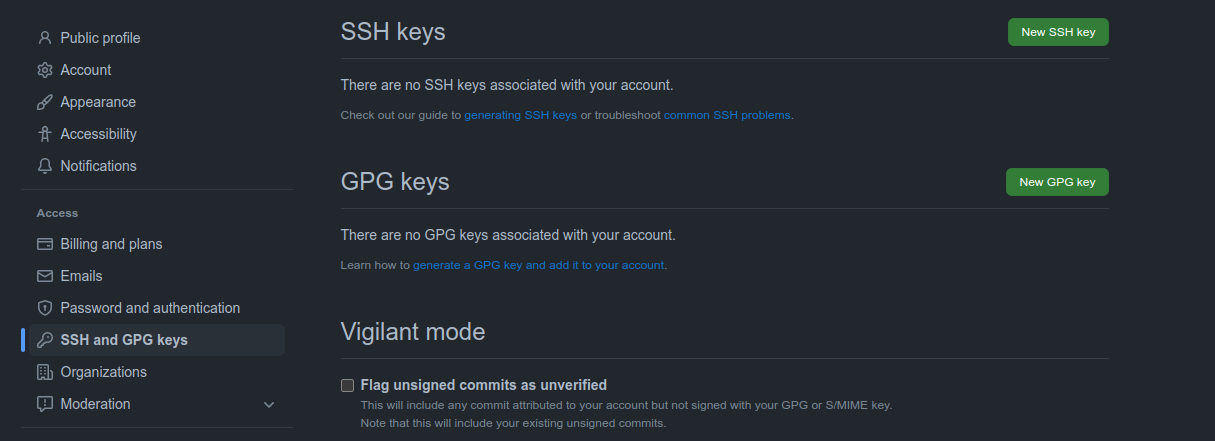 Public profile
Account
Appearance
Accessibility
Notifications
Access
Billing and plans
Emails
Password and authentication
SSH and GPG keys
Organizations
Moderation
SSH keys
New SSH key
There are no SSH keys associated with your account.
Check out our guide to generating SSH keys or troubleshoot common SSH problems.
GPG keys
New GPG key
There are no GPG keys associated with your account.
Learn how to generate a GPG key and add it to your account.
Vigilant mode
Flag unsigned commits as unverified
This will include any commit attributed to your account but not signed with your GPG or S/MIME key.
Note that this will include your existing unsigned commits.